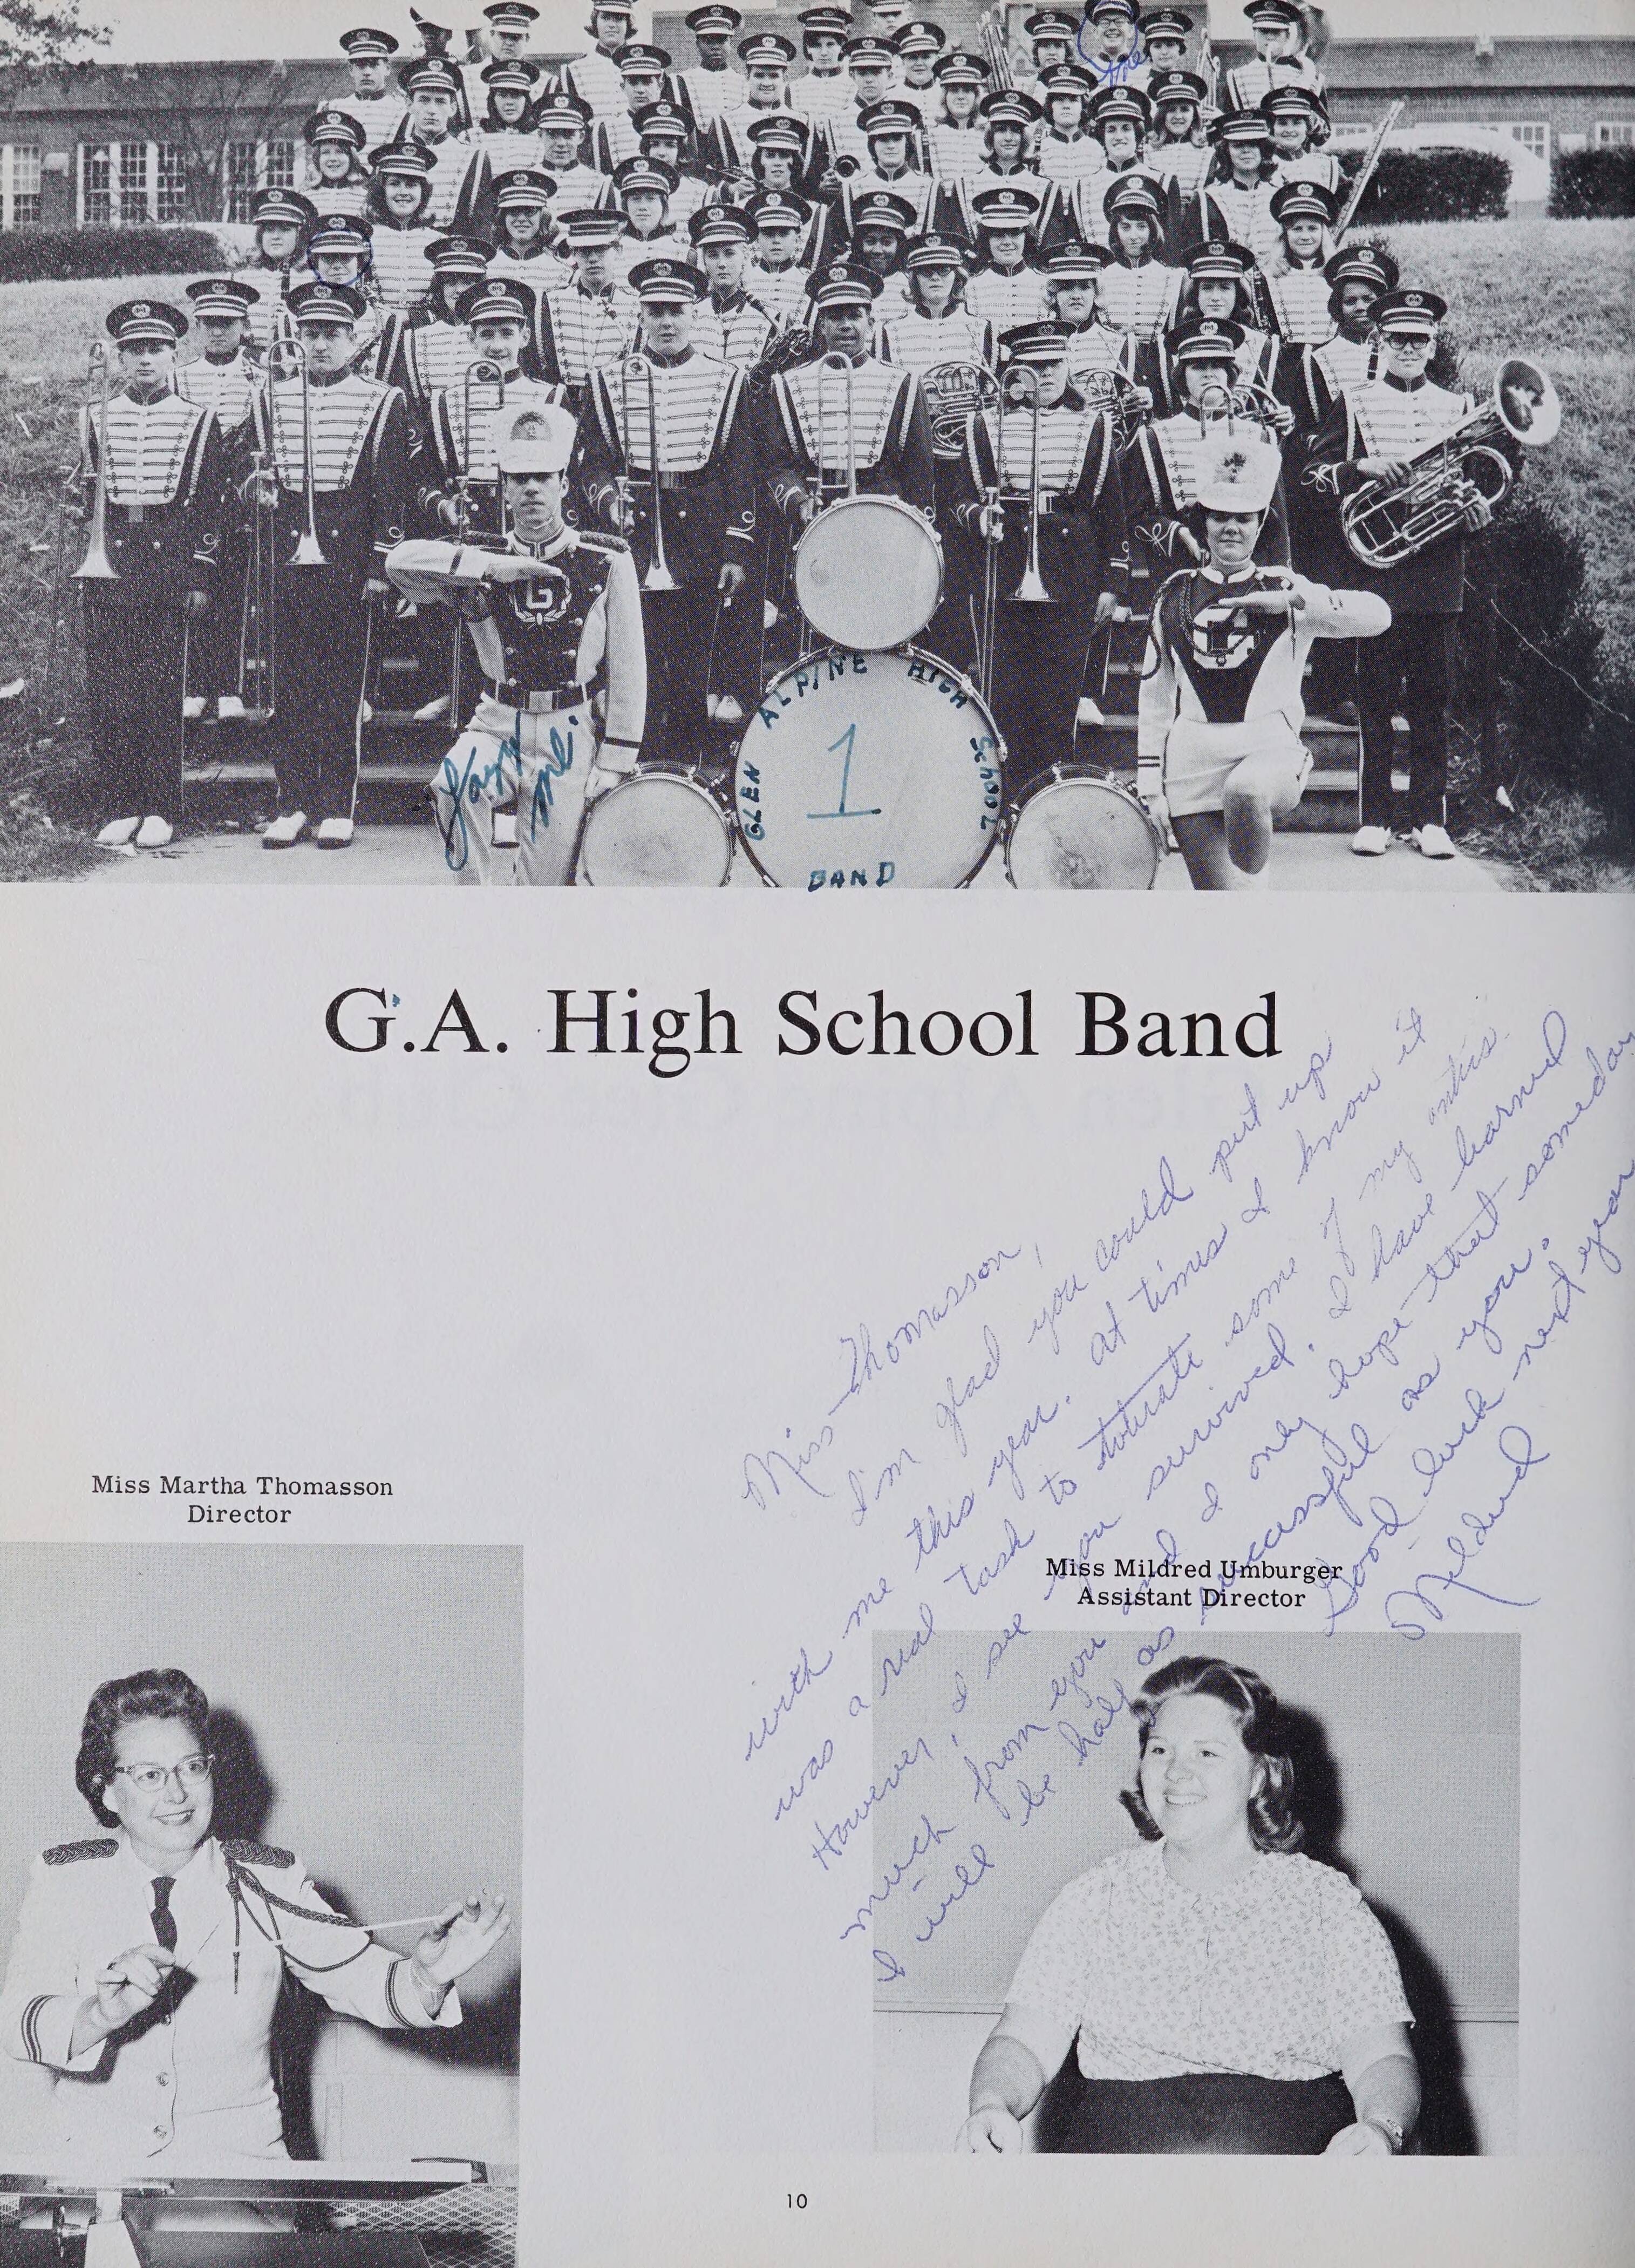 me
G
G
Larry
GLEN ALPINE HIGH SCHOOL
1
BAND
G.A. High School Band
Miss Thomasson,
I'm glad you could put up
with me this year. At times I know it
was a real task to tolerate some of my antics.
However, I see you survived. I have learned
much from you and I only hope that someday
I will be half as successful as you.
Good luck next year
Mildred
Miss Martha Thomasson
Director
Miss Mildred Umburger
Assistant Director
10